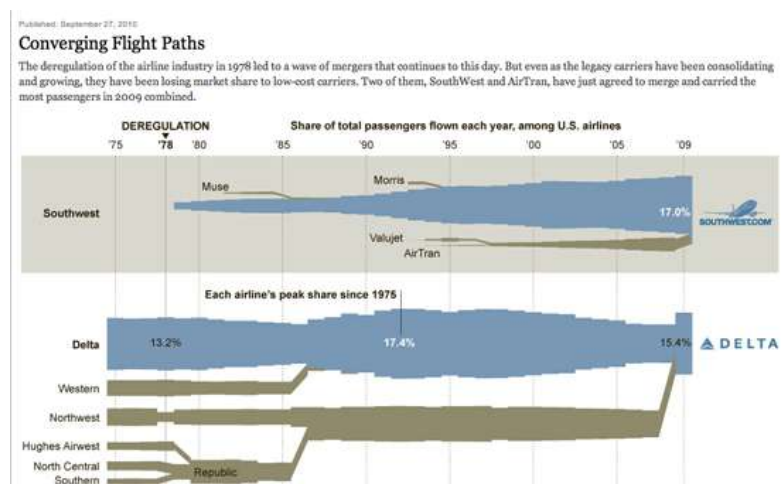 Published: September 27, 2010
Converging Flight Paths
The deregulation of the airline industry in 1978 led to a wave of mergers that continues to this day. But even as the legacy carriers have been consolidating
and growing, they have been losing market share to low-cost carriers. Two of them, SouthWest and AirTran, have just agreed to merge and carried the
most passengers in 2009 combined.
DEREGULATION
Share of total passengers flown each year, among U.S. airlines
'75 '78 '80 '85 '90 '95 '00 '05 '09
Muse
Morris
Southwest
17.0%
SOUTHWEST.COM
Valujet
AirTran
Each airline's peak share since 1975
Delta
13.2%
17.4%
15.4%
DELTA
Western
Northwest
Hughes Airwest
North Central
Republic
Southern